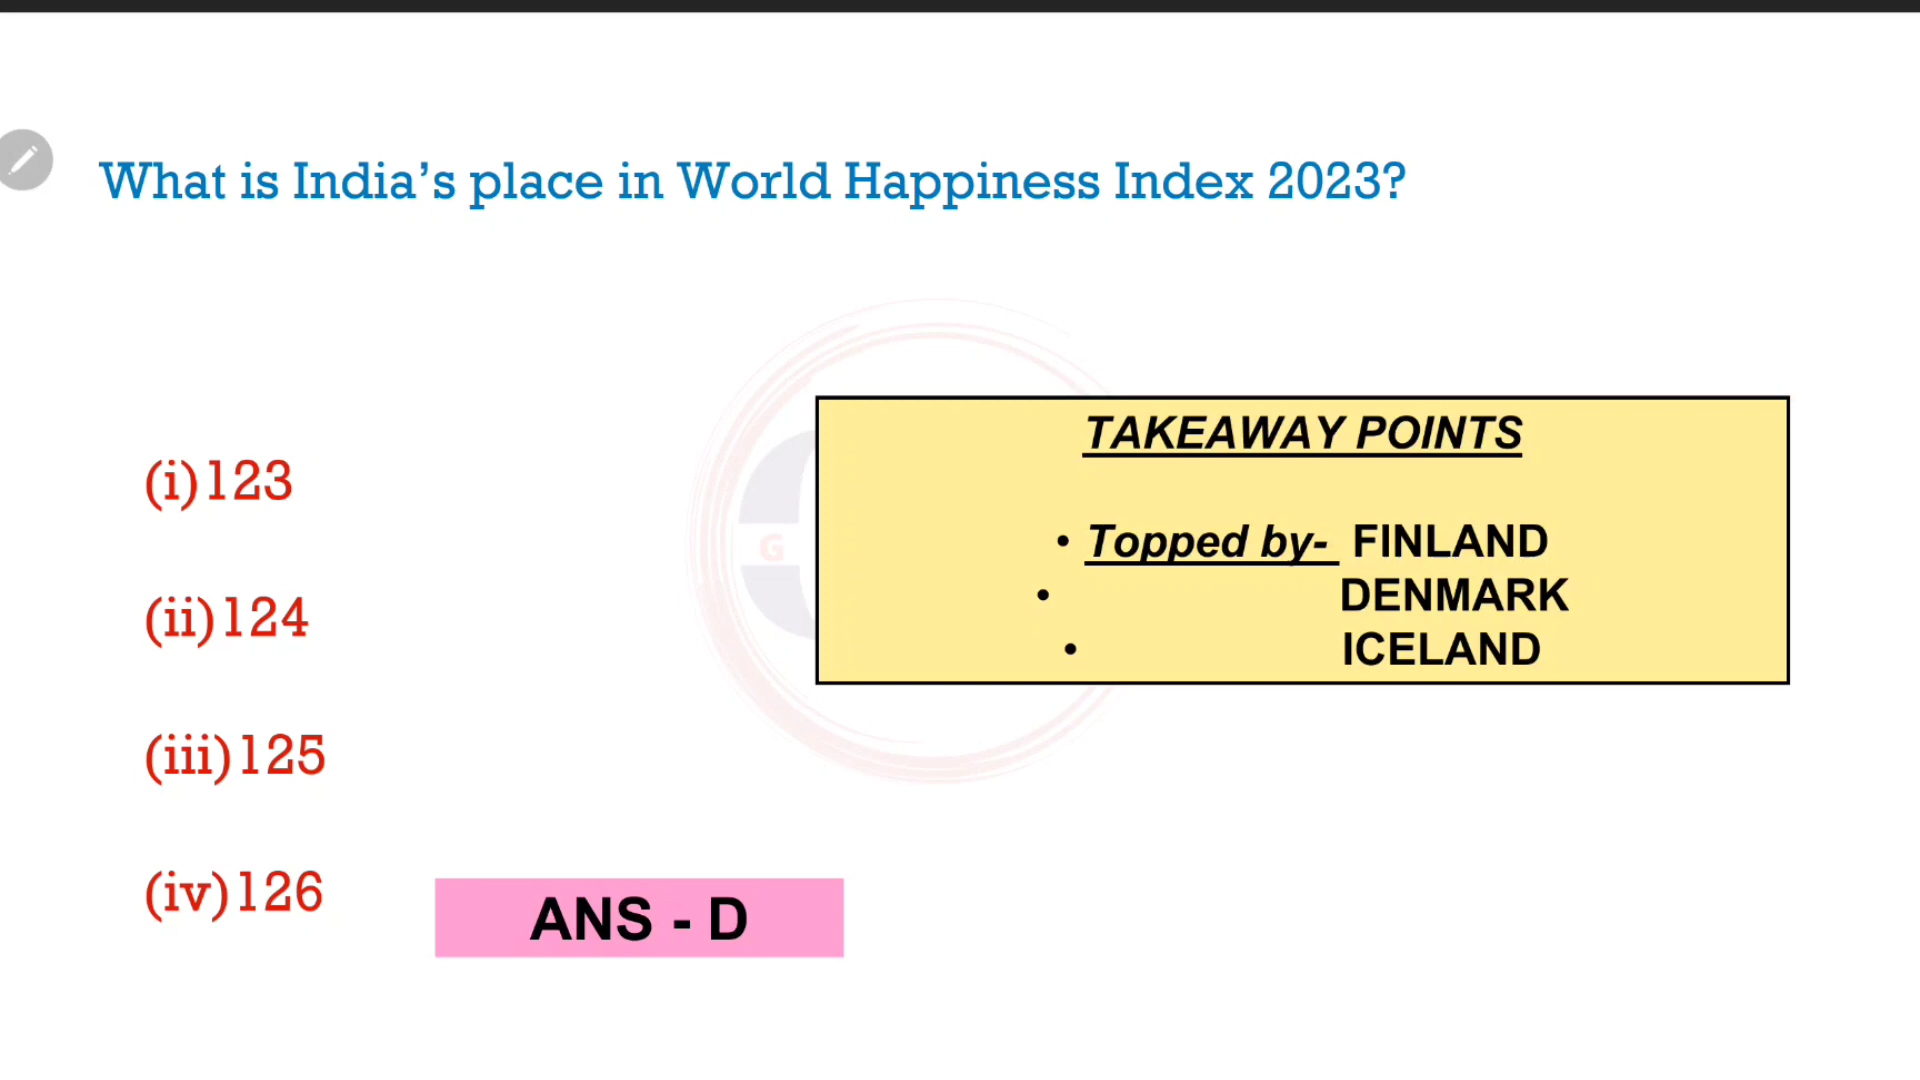 What is India’s place in World Happiness Index 2023?
(i)123
(ii)124
(iii)125
(iv)126
ANS - D
TAKEAWAY POINTS
• Topped by- FINLAND
• DENMARK
• ICELAND
G